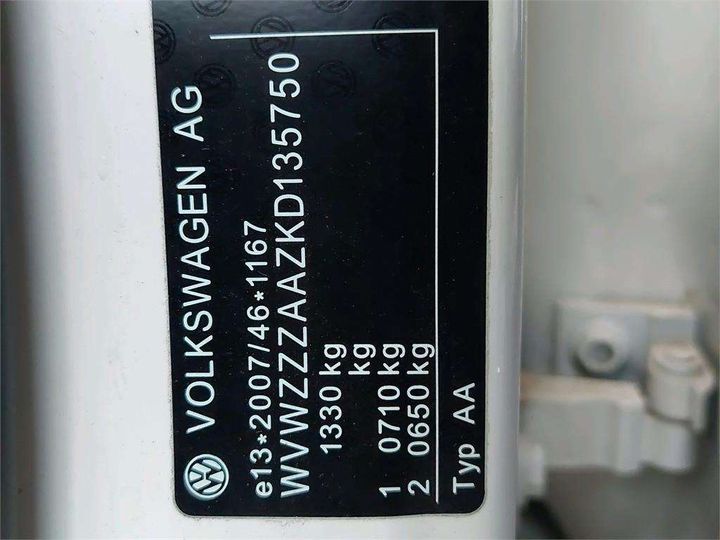 VOLKSWAGEN AG
e13*2007/46*1167
WVWZZZAAZKD135750
1330 kg
kg
1 0710 kg
2 0650 kg
Typ AA